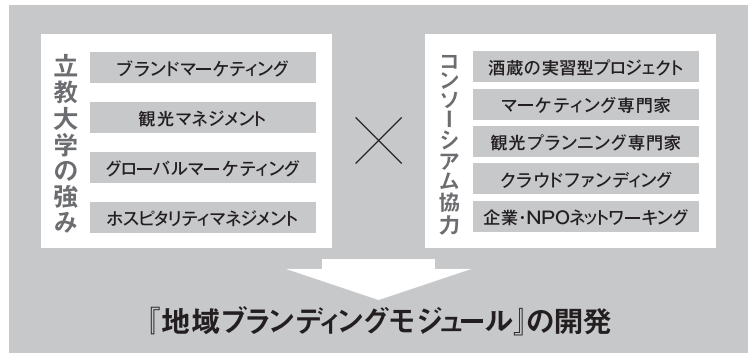 立教大学の強み
ブランドマーケティング
観光マネジメント
グローバルマーケティング
ホスピタリティマネジメント
コンソーシアム協力
酒蔵の実習型プロジェクト
マーケティング専門家
観光プランニング専門家
クラウドファンディング
企業・NPOネットワーキング
『地域ブランディングモジュール』の開発